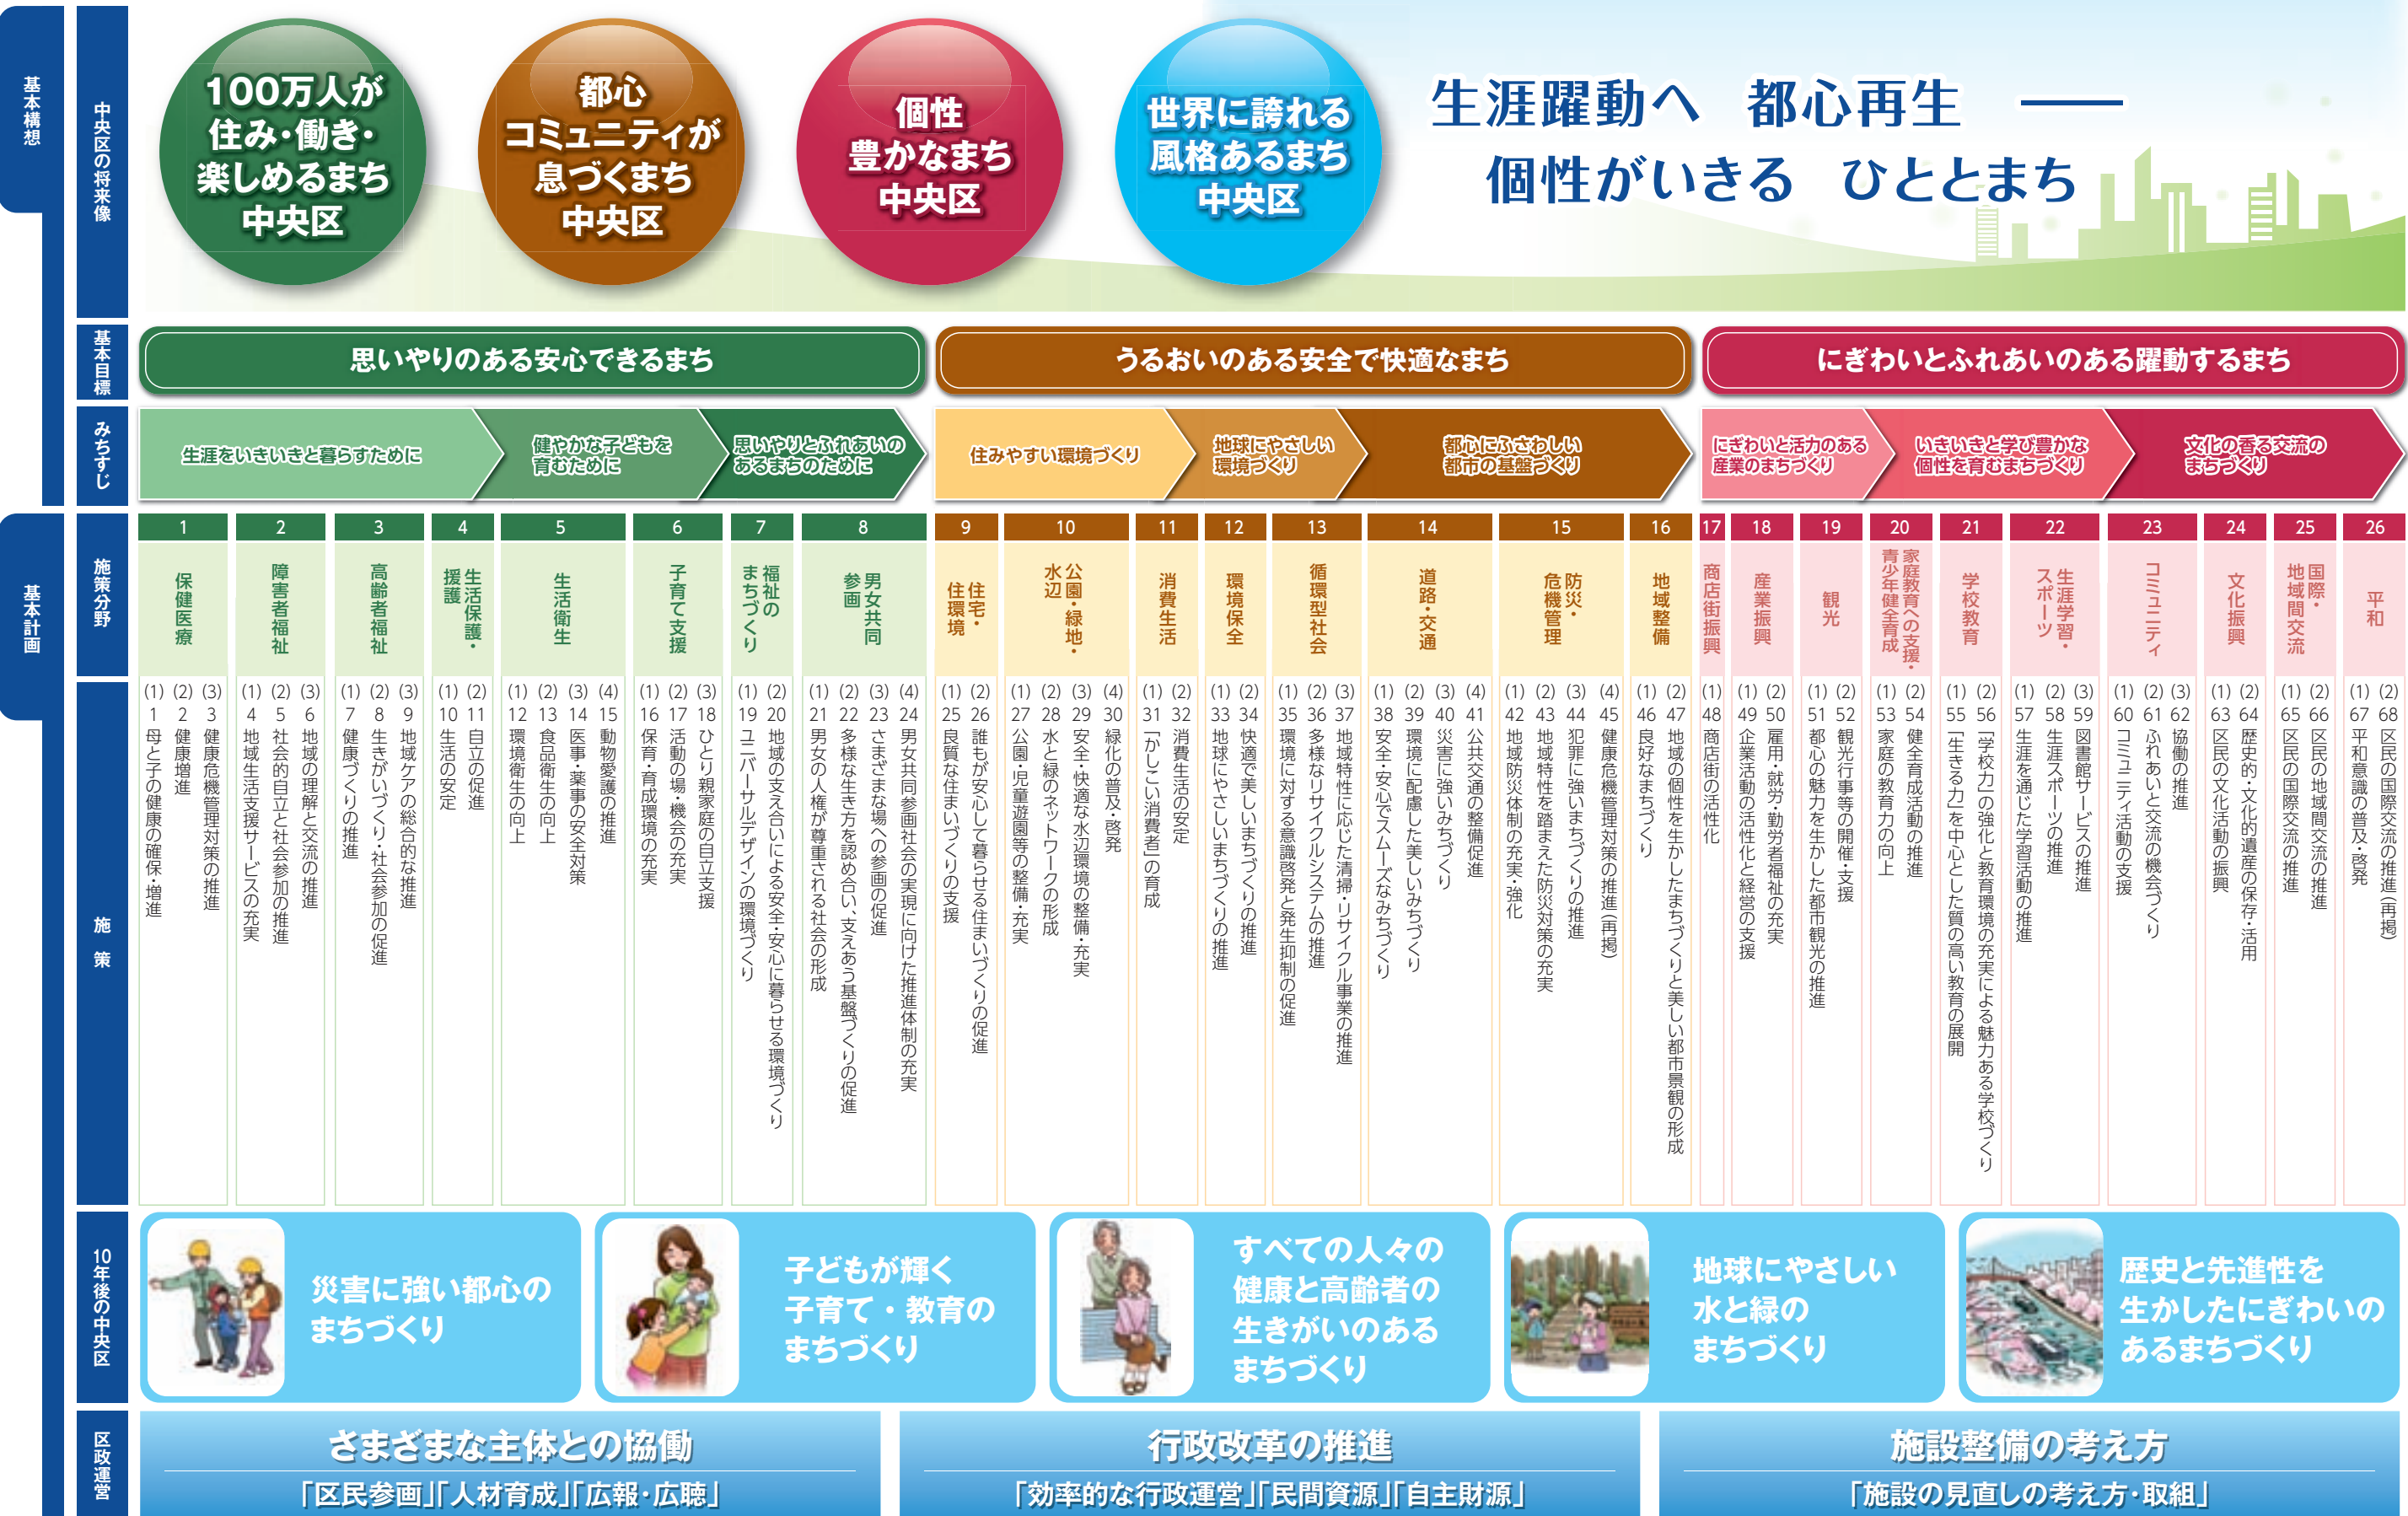 基本構想
中央区の将来像
100万人が
住み・働き・
楽しめるまち
中央区
都心
コミュニティが
息づくまち
中央区
個性
豊かなまち
中央区
世界に誇れる
風格あるまち
中央区
生涯躍動へ　都心再生　――
個性がいきる　ひととまち
基本目標
思いやりのある安心できるまち
うるおいのある安全で快適なまち
にぎわいとふれあいのある躍動するまち
みちすじ
生涯をいきいきと暮らすために
健やかな子どもを
育むために
思いやりとふれあいの
あるまちのために
住みやすい環境づくり
地球にやさしい
環境づくり
都心にふさわしい
都市の基盤づくり
にぎわいと活力のある
産業のまちづくり
いきいきと学び豊かな
個性を育むまちづくり
文化の香る交流の
まちづくり
基本計画
施策分野
施　策
1
保健医療
(1) 1 母と子の健康の確保・増進
(2) 2 健康増進
(3) 3 健康危機管理対策の推進
2
障害者福祉
(1) 4 地域生活支援サービスの充実
(2) 5 社会的自立と社会参加の推進
(3) 6 地域の理解と交流の推進
3
高齢者福祉
(1) 7 健康づくりの推進
(2) 8 生きがいづくり・社会参加の促進
(3) 9 地域ケアの総合的な推進
4
生活保護・
援護
(1) 10 生活の安定
(2) 11 自立の促進
5
生活衛生
(1) 12 環境衛生の向上
(2) 13 食品衛生の向上
(3) 14 医事・薬事の安全対策
(4) 15 動物愛護の推進
6
子育て支援
(1) 16 保育・育成環境の充実
(2) 17 活動の場・機会の充実
(3) 18 ひとり親家庭の自立支援
7
福祉の
まちづくり
(1) 19 ユニバーサルデザインの環境づくり
(2) 20 地域の支え合いによる安全・安心に暮らせる環境づくり
8
男女共同
参画
(1) 21 男女の人権が尊重される社会の形成
(2) 22 多様な生き方を認め合い、支えあう基盤づくりの促進
(3) 23 さまざまな場への参画の促進
(4) 24 男女共同参画社会の実現に向けた推進体制の充実
9
住宅・
住環境
(1) 25 良質な住まいづくりの支援
(2) 26 誰もが安心して暮らせる住まいづくりの促進
10
公園・緑地・
水辺
(1) 27 公園・児童遊園等の整備・充実
(2) 28 水と緑のネットワークの形成
(3) 29 安全・快適な水辺環境の整備・充実
(4) 30 緑化の普及・啓発
11
消費生活
(1) 31 「かしこい消費者」の育成
(2) 32 消費生活の安定
12
環境保全
(1) 33 地球にやさしいまちづくりの推進
(2) 34 快適で美しいまちづくりの推進
13
循環型社会
(1) 35 環境に対する意識啓発と発生抑制の促進
(2) 36 多様なリサイクルシステムの推進
(3) 37 地域特性に応じた清掃・リサイクル事業の推進
14
道路・交通
(1) 38 安全・安心でスムーズなみちづくり
(2) 39 環境に配慮した美しいみちづくり
(3) 40 災害に強いみちづくり
(4) 41 公共交通の整備促進
15
防災・
危機管理
(1) 42 地域防災体制の充実・強化
(2) 43 地域特性を踏まえた防災対策の充実
(3) 44 犯罪に強いまちづくりの推進
(4) 45 健康危機管理対策の推進(再掲)
16
地域整備
(1) 46 良好なまちづくり
(2) 47 地域の個性を生かしたまちづくりと美しい都市景観の形成
17
商店街振興
(1) 48 商店街の活性化
18
産業振興
(1) 49 企業活動の活性化と経営の支援
(2) 50 雇用・就労・勤労者福祉の充実
19
観光
(1) 51 都心の魅力を生かした都市観光の推進
(2) 52 観光行事等の開催・支援
20
家庭教育への支援・
青少年健全育成
(1) 53 家庭の教育力の向上
(2) 54 健全育成活動の推進
21
学校教育
(1) 55 「生きる力」を中心とした質の高い教育の展開
(2) 56 「学校力」の強化と教育環境の充実による魅力ある学校づくり
22
生涯学習・
スポーツ
(1) 57 生涯を通じた学習活動の推進
(2) 58 生涯スポーツの推進
(3) 59 図書館サービスの推進
23
コミュニティ
(1) 60 コミュニティ活動の支援
(2) 61 ふれあいと交流の機会づくり
(3) 62 協働の推進
24
文化振興
(1) 63 区民の文化活動の振興
(2) 64 歴史的・文化的遺産の保存・活用
25
国際・
地域間交流
(1) 65 区民の国際交流の推進
(2) 66 区民の地域間交流の推進
26
平和
(1) 67 平和意識の普及・啓発
(2) 68 区民の国際交流の推進(再掲)
10年後の中央区
災害に強い都心の
まちづくり
子どもが輝く
子育て・教育の
まちづくり
すべての人々の
健康と高齢者の
生きがいのある
まちづくり
地球にやさしい
水と緑の
まちづくり
歴史と先進性を
生かしたにぎわいの
あるまちづくり
区政運営
さまざまな主体との協働
「区民参画」「人材育成」「広報・広聴」
行政改革の推進
「効率的な行政運営」「民間資源」「自主財源」
施設整備の考え方
「施設の見直しの考え方・取組」